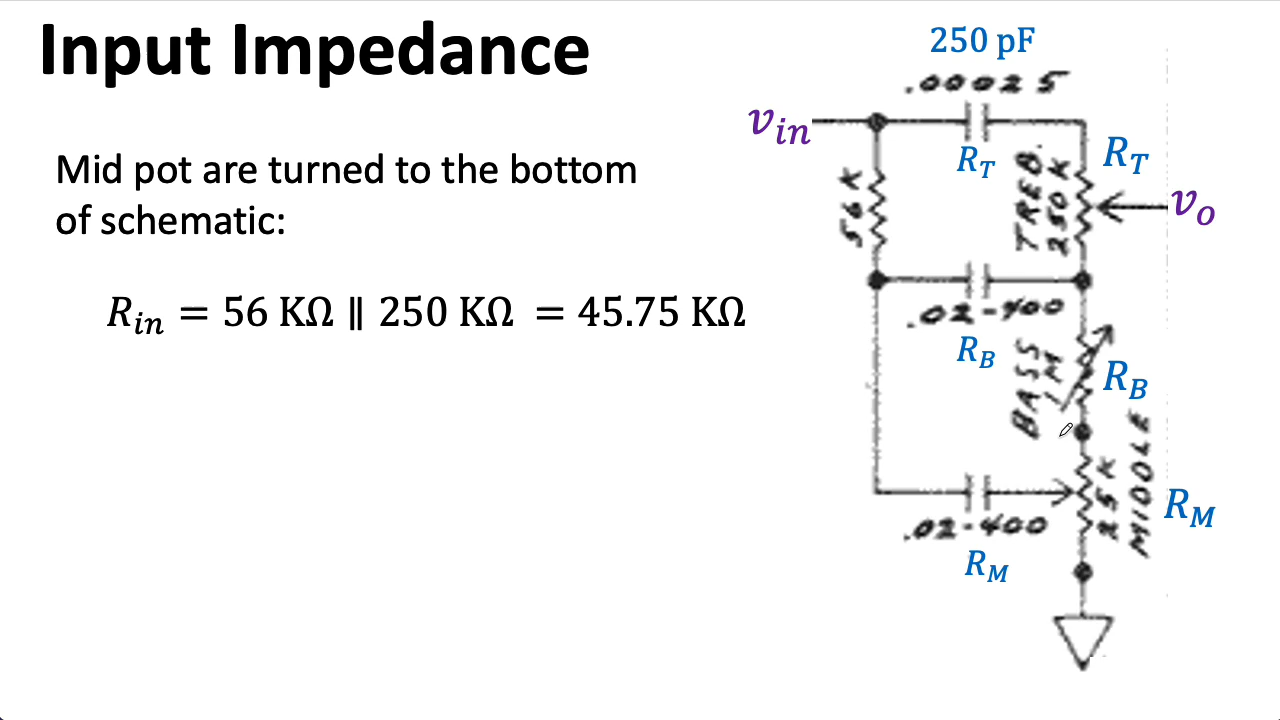 Input Impedance
Mid pot are turned to the bottom
of schematic:
R_in = 56 KΩ ∥ 250 KΩ = 45.75 KΩ
250 pF
.00025
v_in
R_T
TREB.
250K
R_T
v_o
56K
.02-400
R_B
BASS
1M
R_B
.02-400
R_M
25K
MIDDLE
R_M